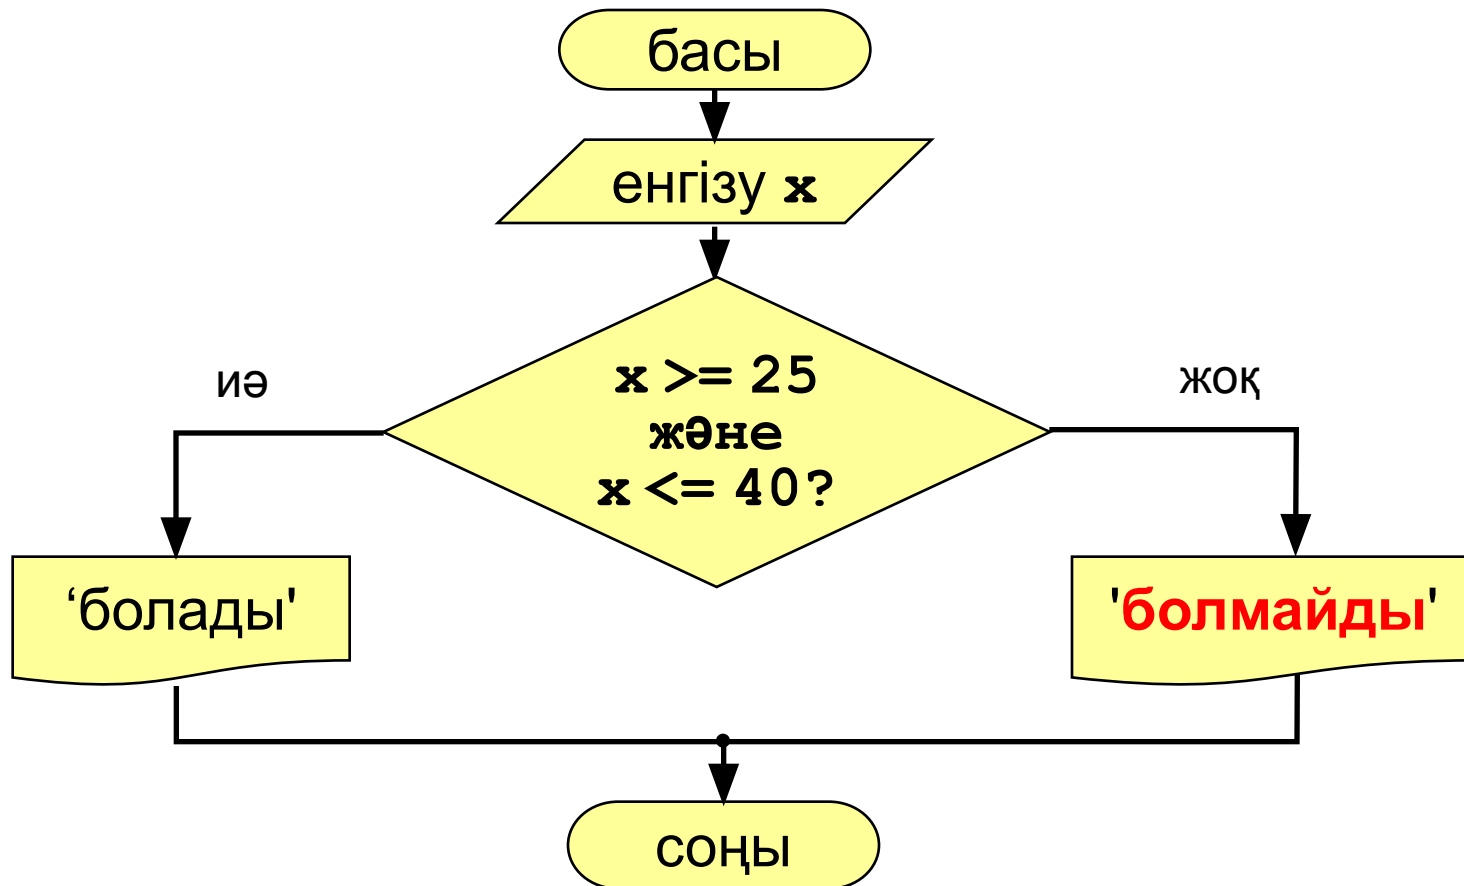 басы
енгізу x
иә
x >= 25
және
x <= 40?
жоқ
‘болады'
'болмайды'
соңы